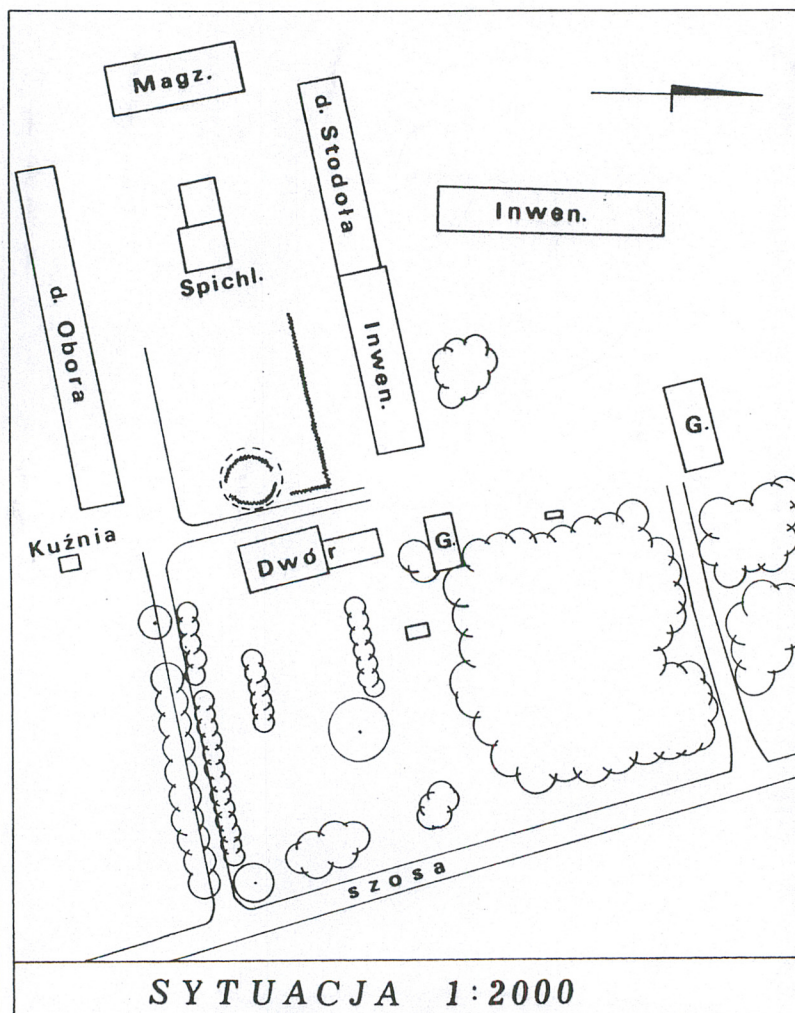 Magz.
d. Stodoła
Inwen.
Spichl.
d. Obora
Inwen.
G.
Kuźnia
Dwór
G.
szosa
SYTUACJA 1:2000